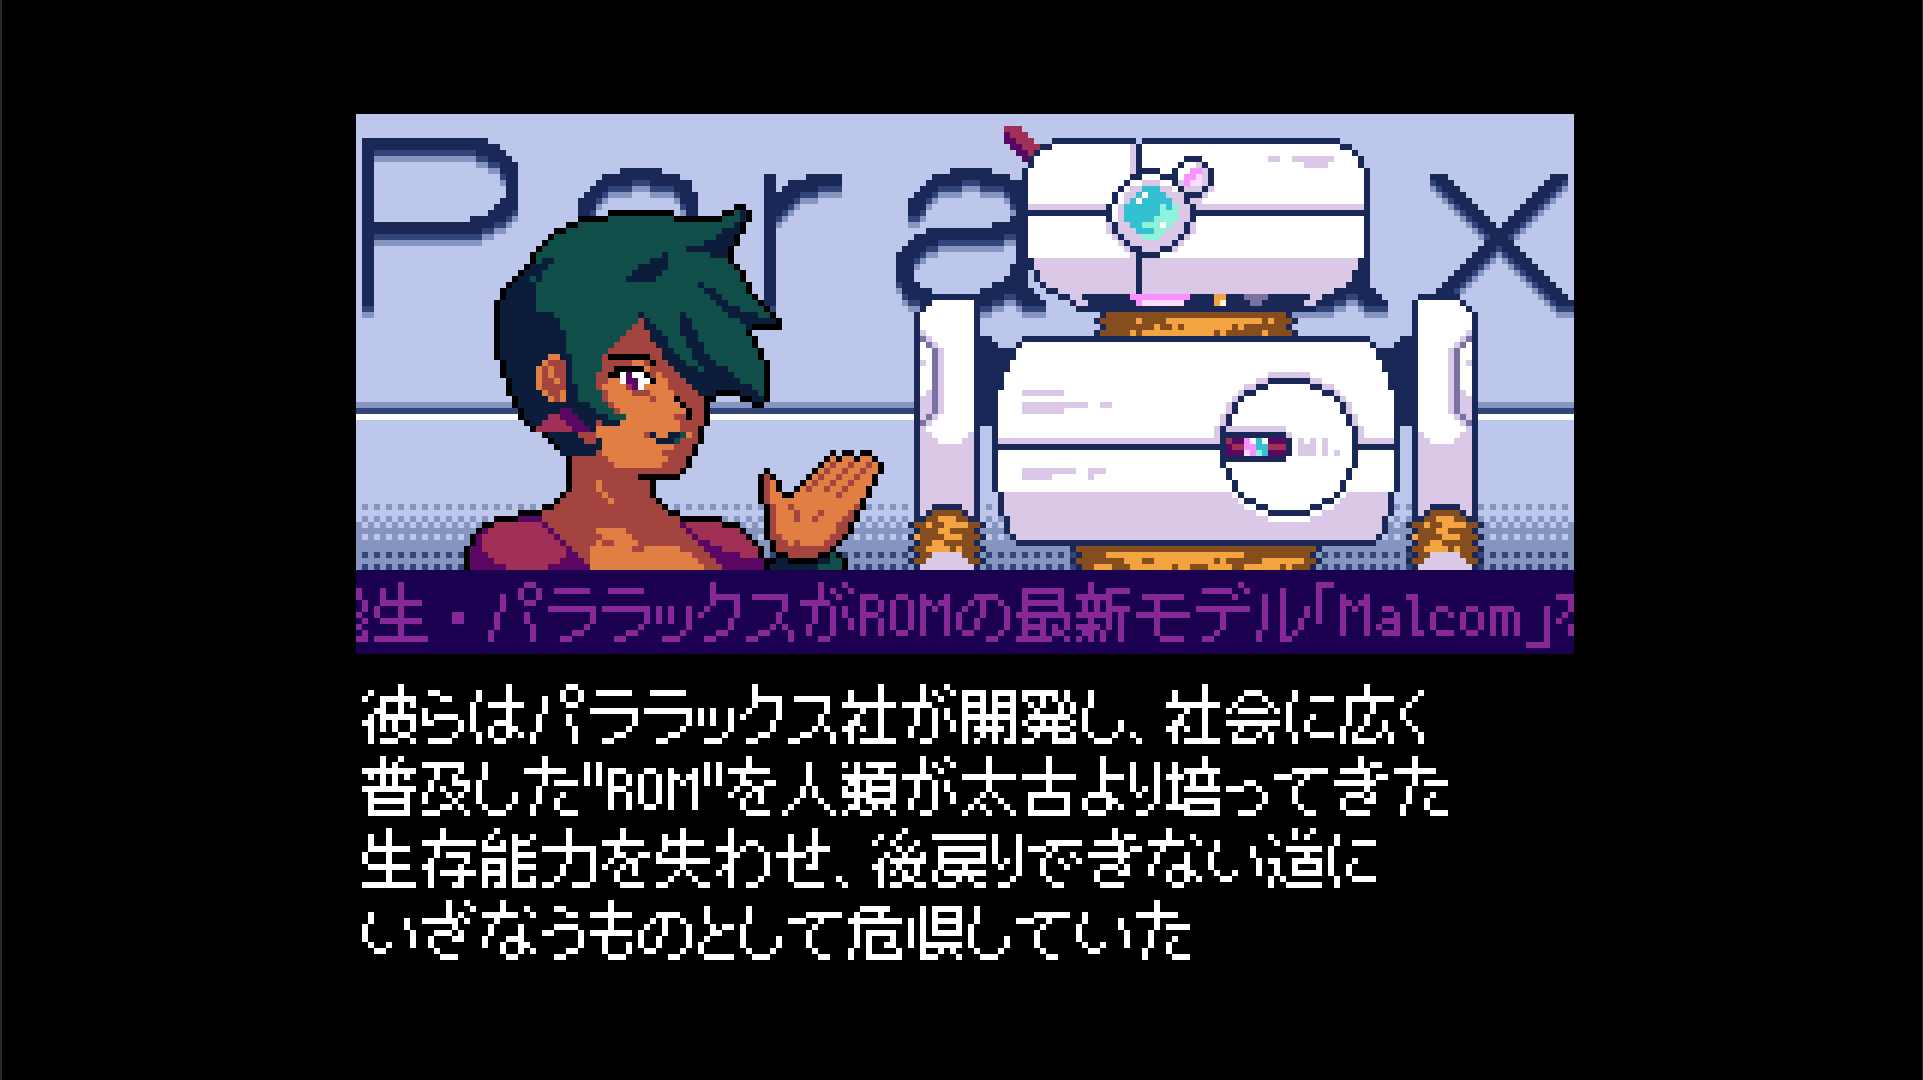 Para x
生・パララックスがROMの最新モデル「Malcom」
彼らはパララックス社が開発し、社会に広く
普及した"ROM"を人類が太古より培ってきた
生存能力を失わせ、後戻りできない道に
いざなうものとして危惧していた